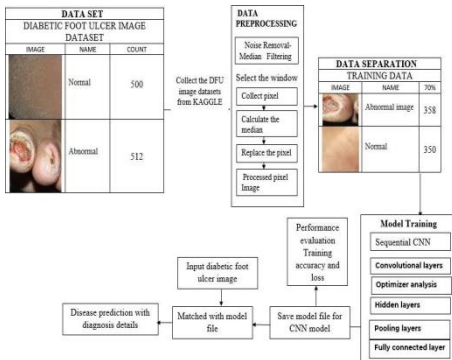 DATA SET
DIABETIC FOOT ULCER IMAGE
DATASET
IMAGE NAME COUNT
Normal 500
Abnormal 512
Collect the DFU
image datasets
from KAGGLE
DATA
PREPROCESSING
Noise Removal-
Median Filtering
Select the window
Collect pixel
Calculate the
median
Replace the pixel
Processed pixel
Image
DATA SEPARATION
TRAINING DATA
IMAGE NAME 70%
Abnormal image 358
Normal 350
Model Training
Sequential CNN
Convolutional layers
Optimizer analysis
Hidden layers
Pooling layers
Fully connected layer
Performance
evaluation
Training
accuracy and
loss
Save model file for
CNN model
Input diabetic foot
ulcer image
Matched with model
file
Disease prediction with
diagnosis details